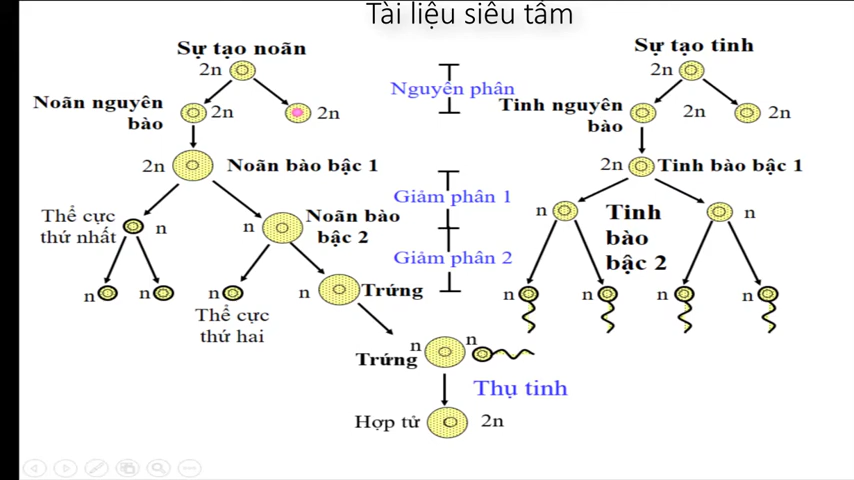 Tài liệu siêu tầm
Sự tạo noãn
2n
Noãn nguyên
bào
2n
2n
2n
Noãn bào bậc 1
Thể cực
thứ nhất
n
n
Noãn bào
bậc 2
n
n
n
Thể cực
thứ hai
n
Trứng
Nguyên phân
Giảm phân 1
Giảm phân 2
Sự tạo tinh
2n
Tinh nguyên
bào
2n
2n
2n
Tinh bào bậc 1
n
Tinh
bào
bậc 2
n
n
n
n
n
n
n
Trứng
Thụ tinh
Hợp tử
2n